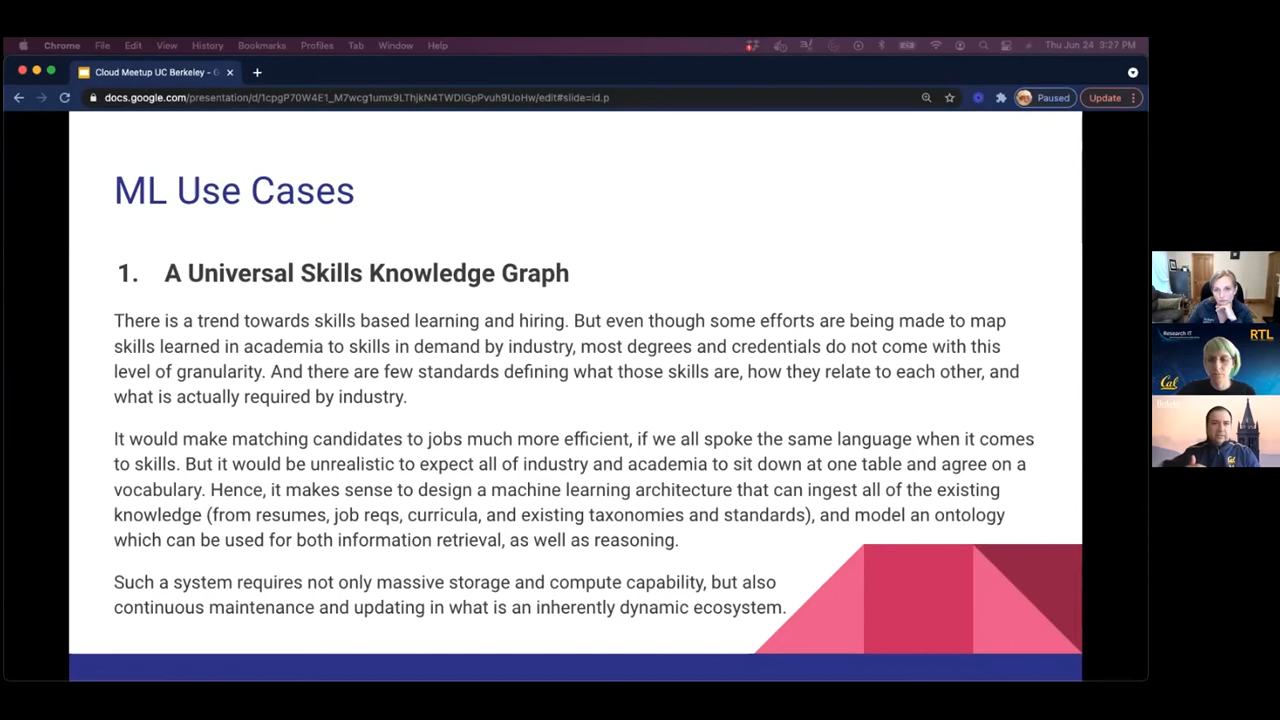 Chrome File Edit View History Bookmarks Profiles Tab Window Help Thu Jun 24 3:27 PM
Cloud Meetup UC Berkeley - G
docs.google.com/presentation/d/1cpgP70W4E1_M7wcg1umx9LThjkN4TWDIGpPvuh9UoHw/edit#slide=id.p Paused Update
ML Use Cases
1. A Universal Skills Knowledge Graph
There is a trend towards skills based learning and hiring. But even though some efforts are being made to map
skills learned in academia to skills in demand by industry, most degrees and credentials do not come with this
level of granularity. And there are few standards defining what those skills are, how they relate to each other, and
what is actually required by industry.
It would make matching candidates to jobs much more efficient, if we all spoke the same language when it comes
to skills. But it would be unrealistic to expect all of industry and academia to sit down at one table and agree on a
vocabulary. Hence, it makes sense to design a machine learning architecture that can ingest all of the existing
knowledge (from resumes, job reqs, curricula, and existing taxonomies and standards), and model an ontology
which can be used for both information retrieval, as well as reasoning.
Such a system requires not only massive storage and compute capability, but also
continuous maintenance and updating in what is an inherently dynamic ecosystem.
Research IT RTL
Cal